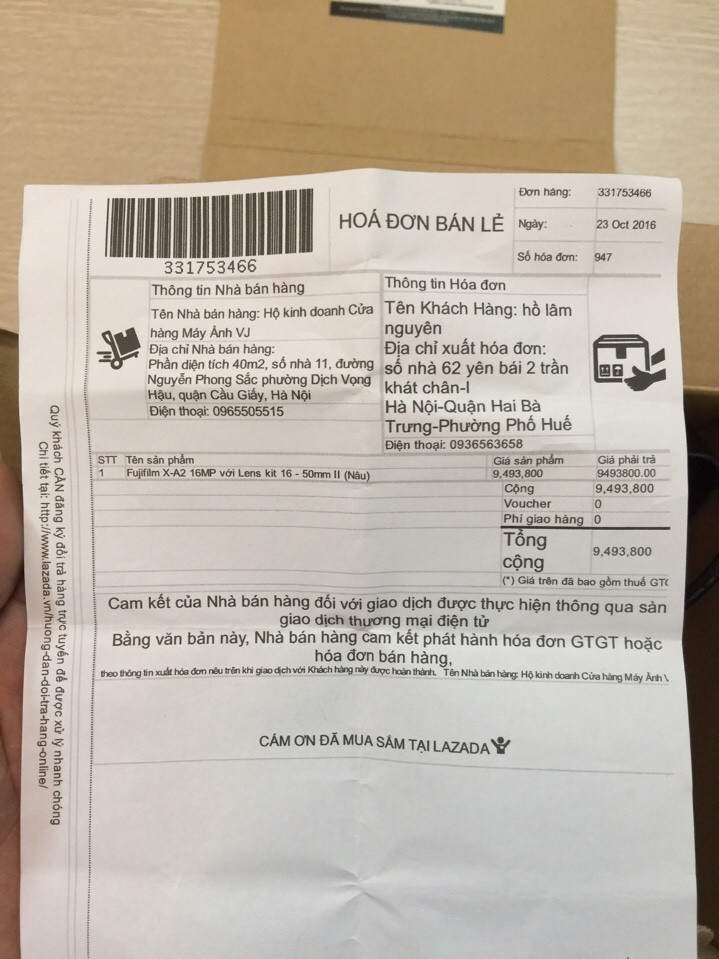 HOÁ ĐƠN BÁN LẺ
Đơn hàng: 331753466
Ngày: 23 Oct 2016
Số hóa đơn: 947
331753466
Thông tin Nhà bán hàng
Tên Nhà bán hàng: Hộ kinh doanh Cửa
hàng Máy Ảnh VJ
Địa chỉ Nhà bán hàng:
Phần diện tích 40m2, số nhà 11, đường
Nguyễn Phong Sắc phường Dịch Vọng
Hậu, quận Cầu Giấy, Hà Nội
Điện thoại: 0965505515
Thông tin Hóa đơn
Tên Khách Hàng: hồ lâm
nguyên
Địa chỉ xuất hóa đơn:
số nhà 62 yên bái 2 trần
khát chân-I
Hà Nội-Quận Hai Bà
Trưng-Phường Phố Huế
Điện thoại: 0936563658
STT Tên sản phẩm Giá sản phẩm Giá phải trả
1 Fujifilm X-A2 16MP với Lens kit 16 - 50mm II (Nâu) 9,493,800 9493800.00
Cộng 9,493,800
Voucher 0
Phí giao hàng 0
Tổng
cộng 9,493,800
(*) Giá trên đã bao gồm thuế GTG
Cam kết của Nhà bán hàng đối với giao dịch được thực hiện thông qua sàn
giao dịch thương mại điện tử
Bằng văn bản này, Nhà bán hàng cam kết phát hành hóa đơn GTGT hoặc
hóa đơn bán hàng,
theo thông tin xuất hóa đơn nêu trên khi giao dịch với Khách hàng này được hoàn thành. Tên Nhà bán hàng: Hộ kinh doanh Cửa hàng Máy Ảnh V
CÁM ƠN ĐÃ MUA SẮM TẠI LAZADA
Quý khách CẦN đăng ký đổi trả hàng trực tuyến để được xử lý nhanh chóng
Chi tiết tại: http://www.lazada.vn/huong-dan-doi-tra-hang-online/